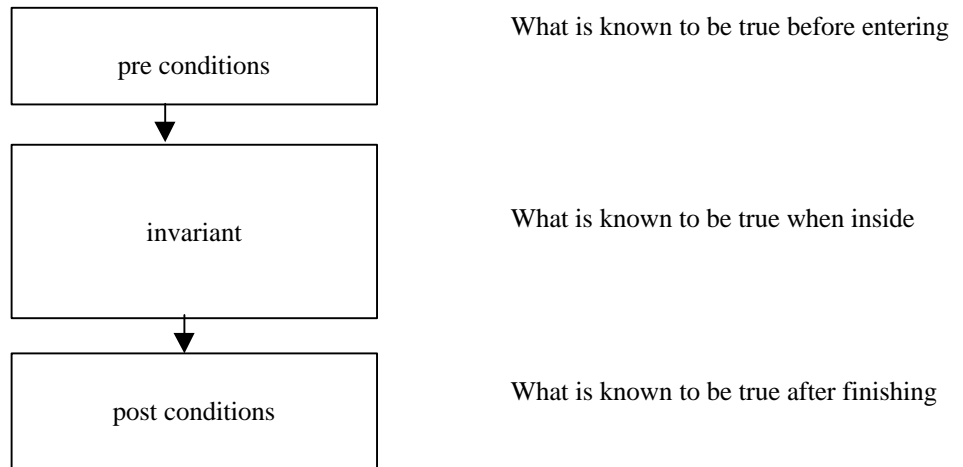 What is known to be true before entering
pre conditions
What is known to be true when inside
invariant
What is known to be true after finishing
post conditions